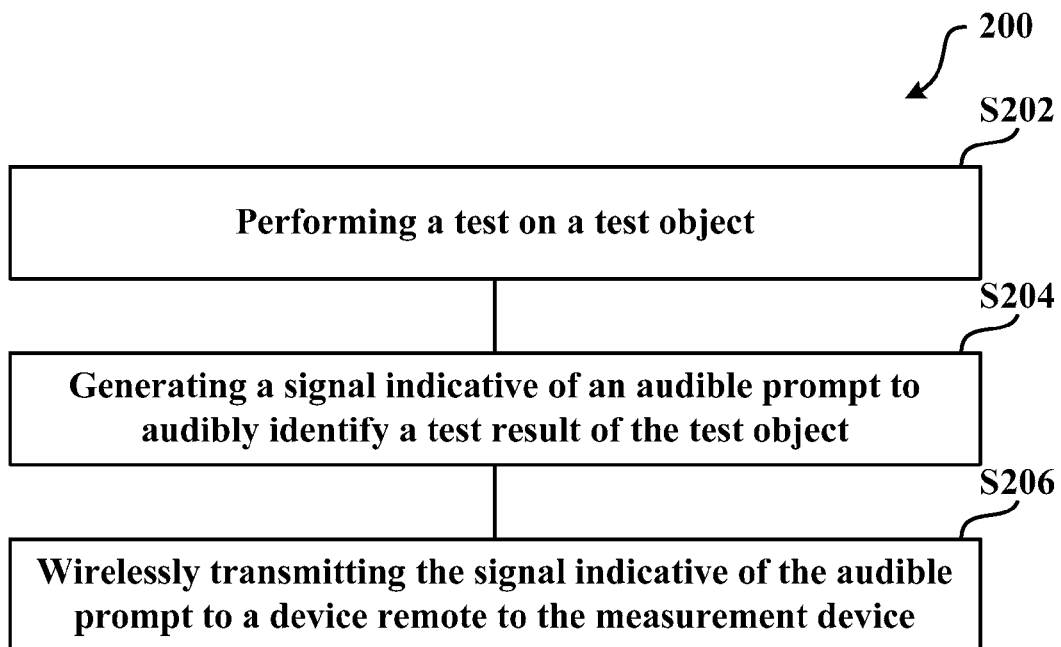 200
S202
Performing a test on a test object
S204
Generating a signal indicative of an audible prompt to
audibly identify a test result of the test object
S206
Wirelessly transmitting the signal indicative of the audible
prompt to a device remote to the measurement device